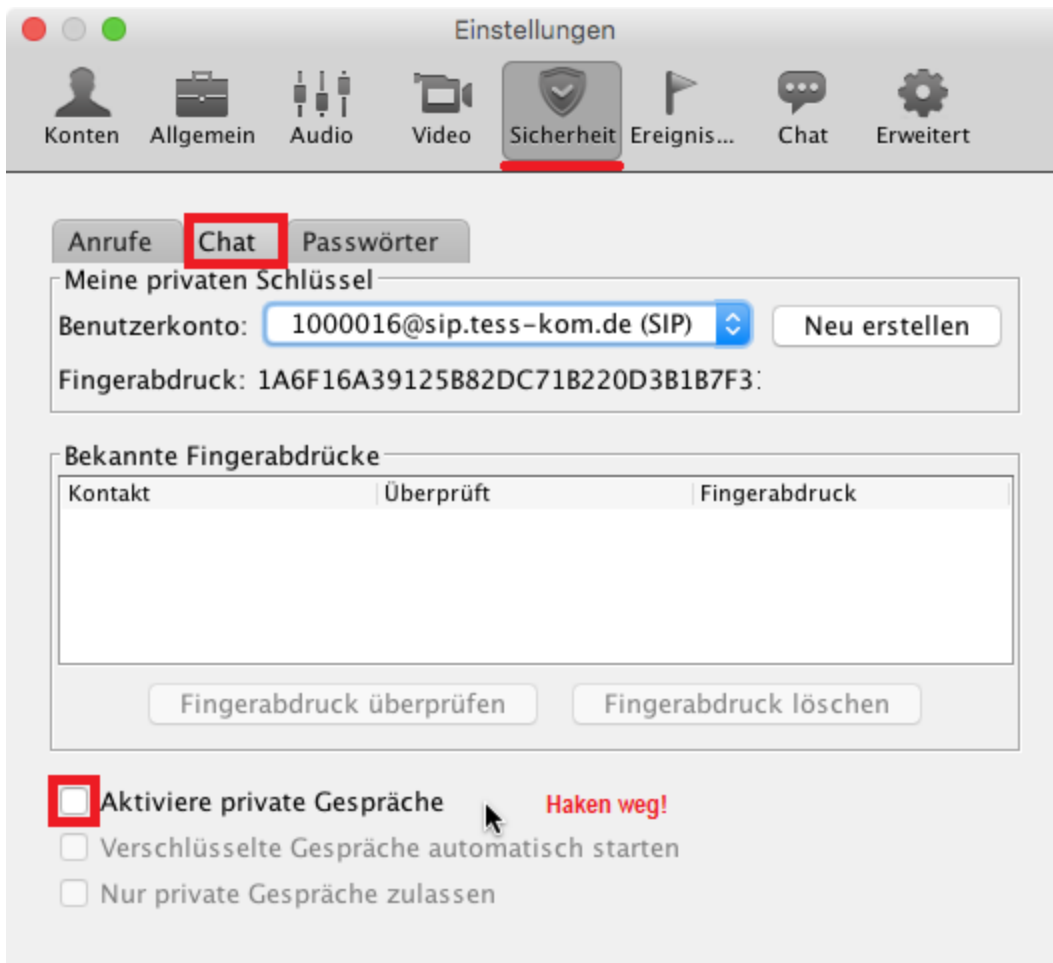 Einstellungen
Konten Allgemein Audio Video Sicherheit Ereignis... Chat Erweitert
Anrufe Chat Passwörter
Meine privaten Schlüssel
Benutzerkonto: 1000016@sip.tess-kom.de (SIP) Neu erstellen
Fingerabdruck: 1A6F16A39125B82DC71B220D3B1B7F3
Bekannte Fingerabdrücke
Kontakt Überprüft Fingerabdruck
Fingerabdruck überprüfen Fingerabdruck löschen
Aktiviere private Gespräche Haken weg!
Verschlüsselte Gespräche automatisch starten
Nur private Gespräche zulassen